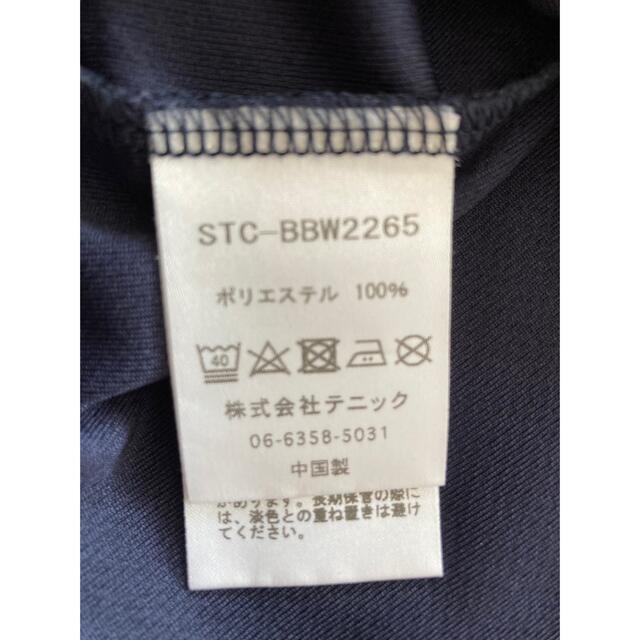 STC-BBW2265
ポリエステル 100%
40
株式会社テニック
06-6358-5031
中国製
があります。長期保管の際に
は、淡色との重ね置きは避け
てください。